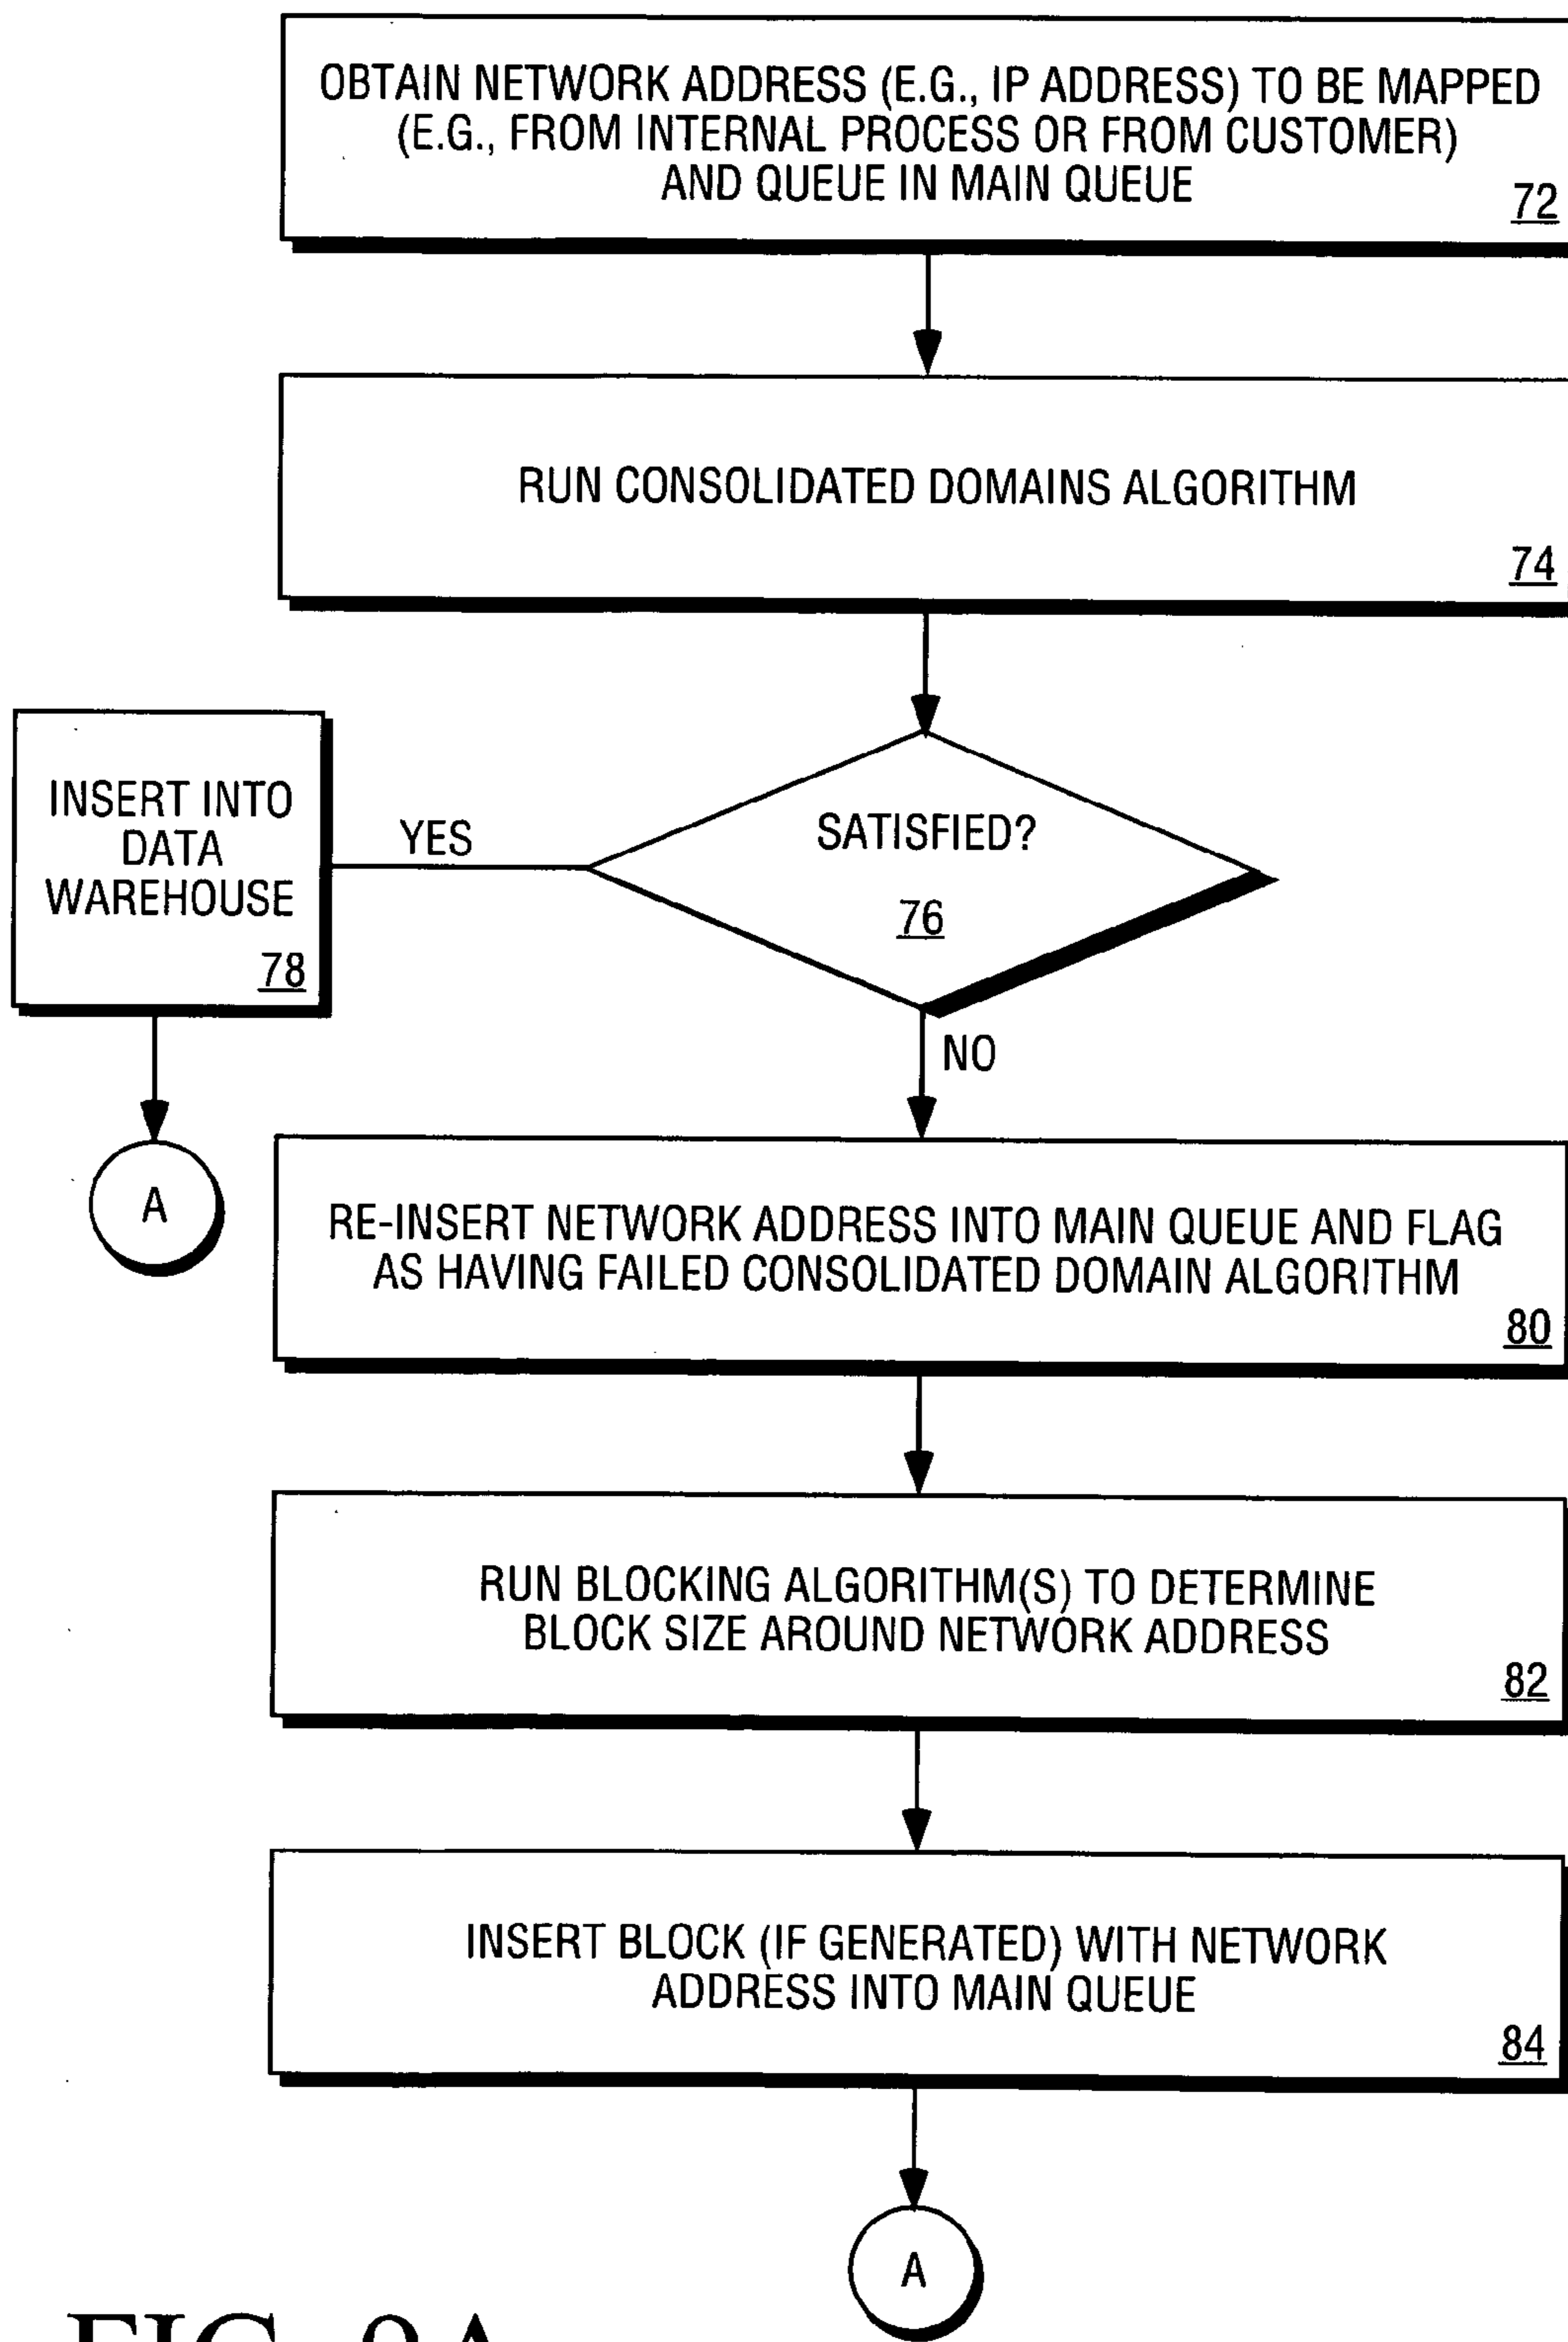 OBTAIN NETWORK ADDRESS (E.G., IP ADDRESS) TO BE MAPPED
(E.G., FROM INTERNAL PROCESS OR FROM CUSTOMER)
AND QUEUE IN MAIN QUEUE
72
RUN CONSOLIDATED DOMAINS ALGORITHM
74
SATISFIED?
76
YES
INSERT INTO
DATA
WAREHOUSE
78
A
NO
RE-INSERT NETWORK ADDRESS INTO MAIN QUEUE AND FLAG
AS HAVING FAILED CONSOLIDATED DOMAIN ALGORITHM
80
RUN BLOCKING ALGORITHM(S) TO DETERMINE
BLOCK SIZE AROUND NETWORK ADDRESS
82
INSERT BLOCK (IF GENERATED) WITH NETWORK
ADDRESS INTO MAIN QUEUE
84
A